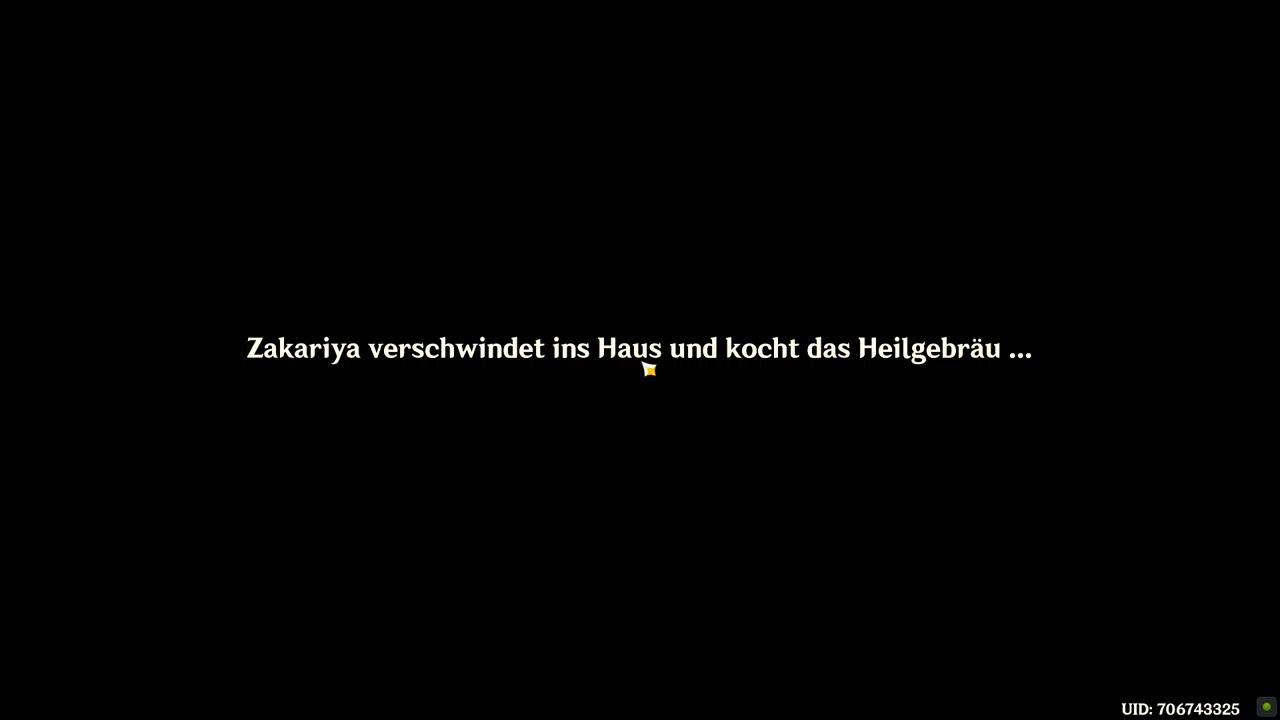 Zakariya verschwindet ins Haus und kocht das Heilgebräu ...
UID: 706743325